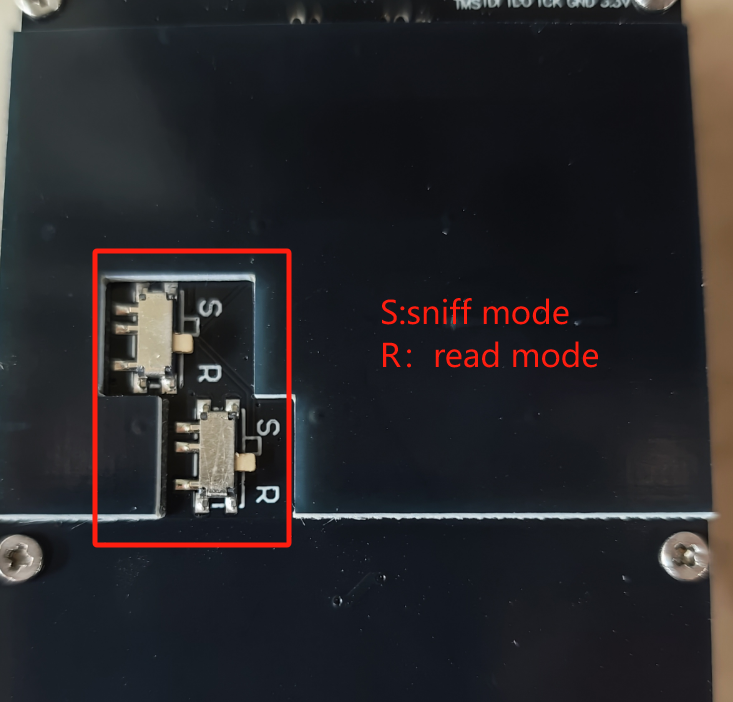 TMS TDI TDO TCK GND 3.3V
S
R
S
R
S:sniff mode
R：read mode